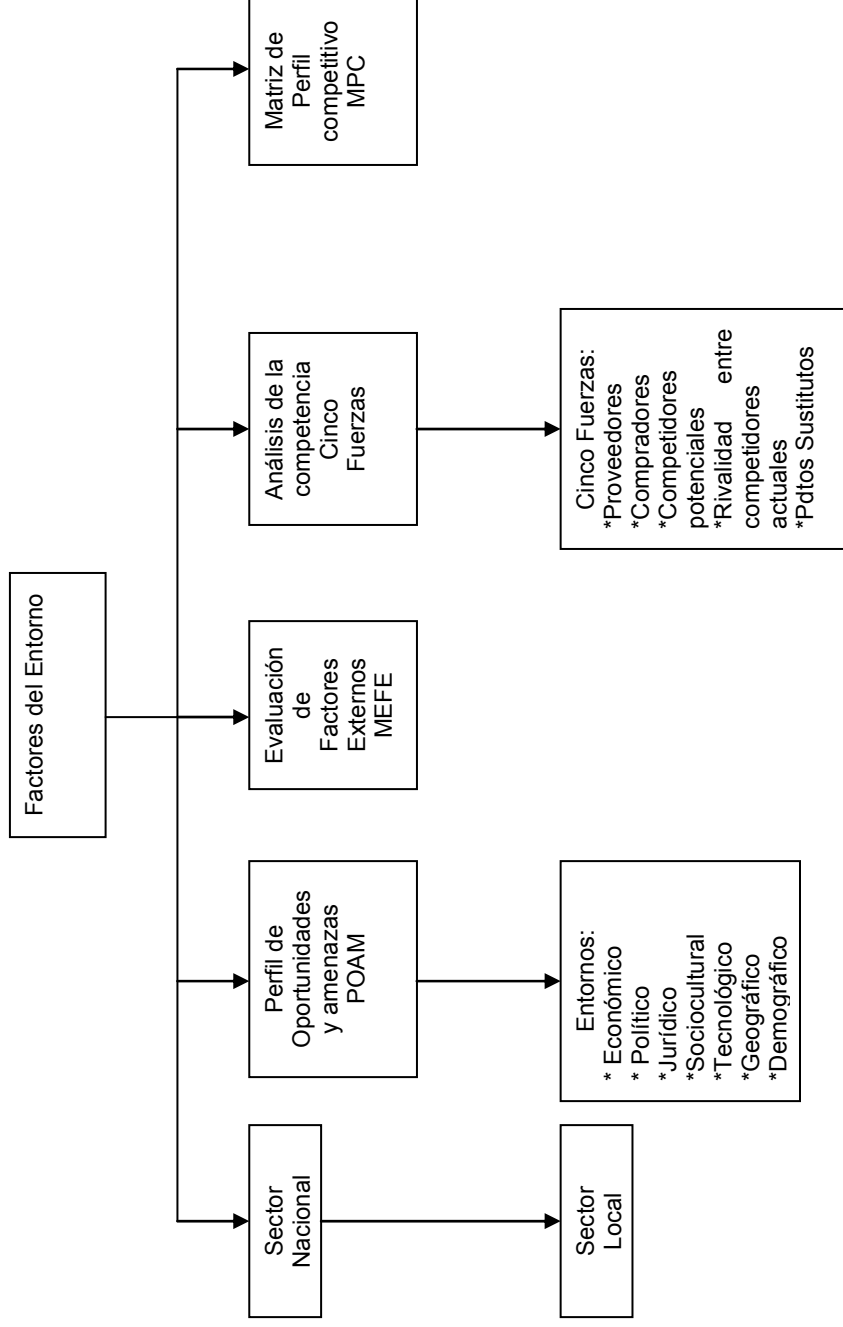 Factores del Entorno
Sector
Nacional
Perfil de
Oportunidades
y amenazas
POAM
Evaluación
de
Factores
Externos
MEFE
Análisis de la
competencia
Cinco
Fuerzas
Matriz de
Perfil
competitivo
MPC
Sector
Local
Entornos:
* Económico
* Político
*Jurídico
*Sociocultural
*Tecnológico
*Geográfico
*Demográfico
Cinco Fuerzas:
*Proveedores
*Compradores
*Competidores
potenciales
*Rivalidad entre
competidores
actuales
*Pdtos Sustitutos